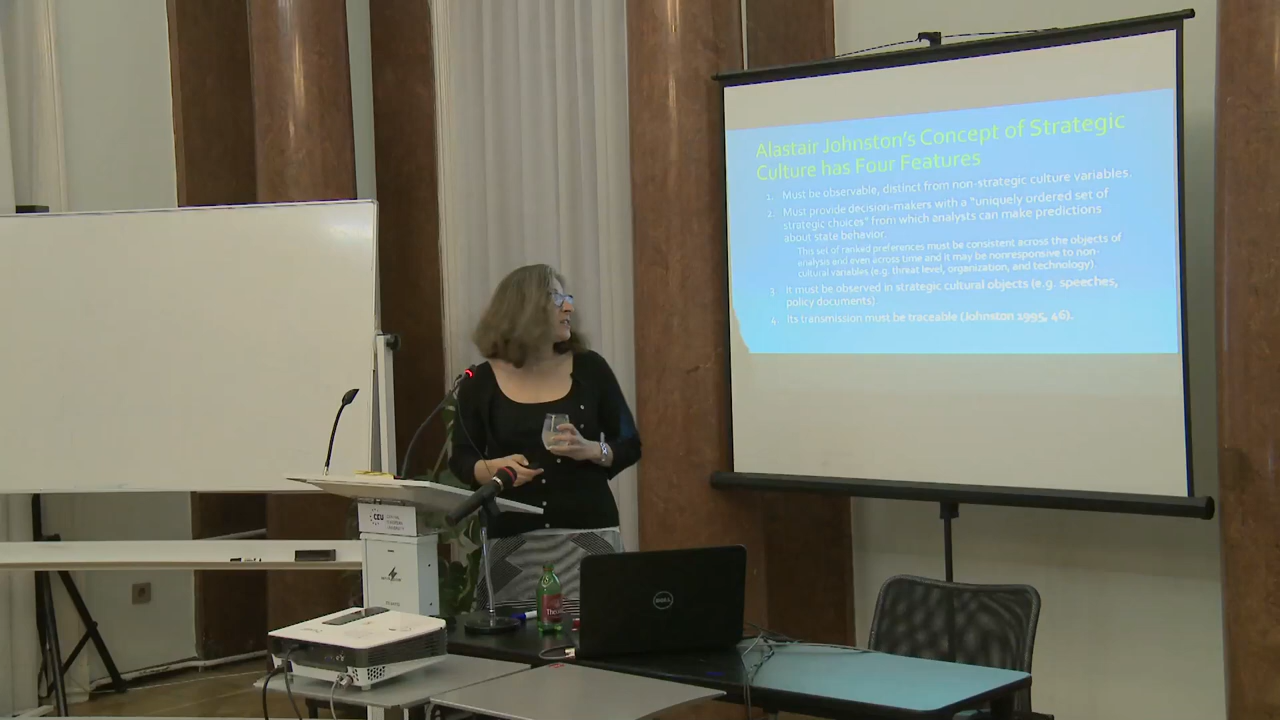 Alastair Johnston's Concept of Strategic
Culture has Four Features
1. Must be observable, distinct from non-strategic culture variables.
2. Must provide decision-makers with a "uniquely ordered set of
strategic choices" from which analysts can make predictions
about state behavior.
This set of ranked preferences must be consistent across the objects of
analysis and even across time and it may be nonresponsive to non-
cultural variables (e.g. threat level, organization, and technology)
3. It must be observed in strategic cultural objects (e.g. speeches,
policy documents)
4. Its transmission must be traceable (Johnston 1995, 46).
CEU
DELL